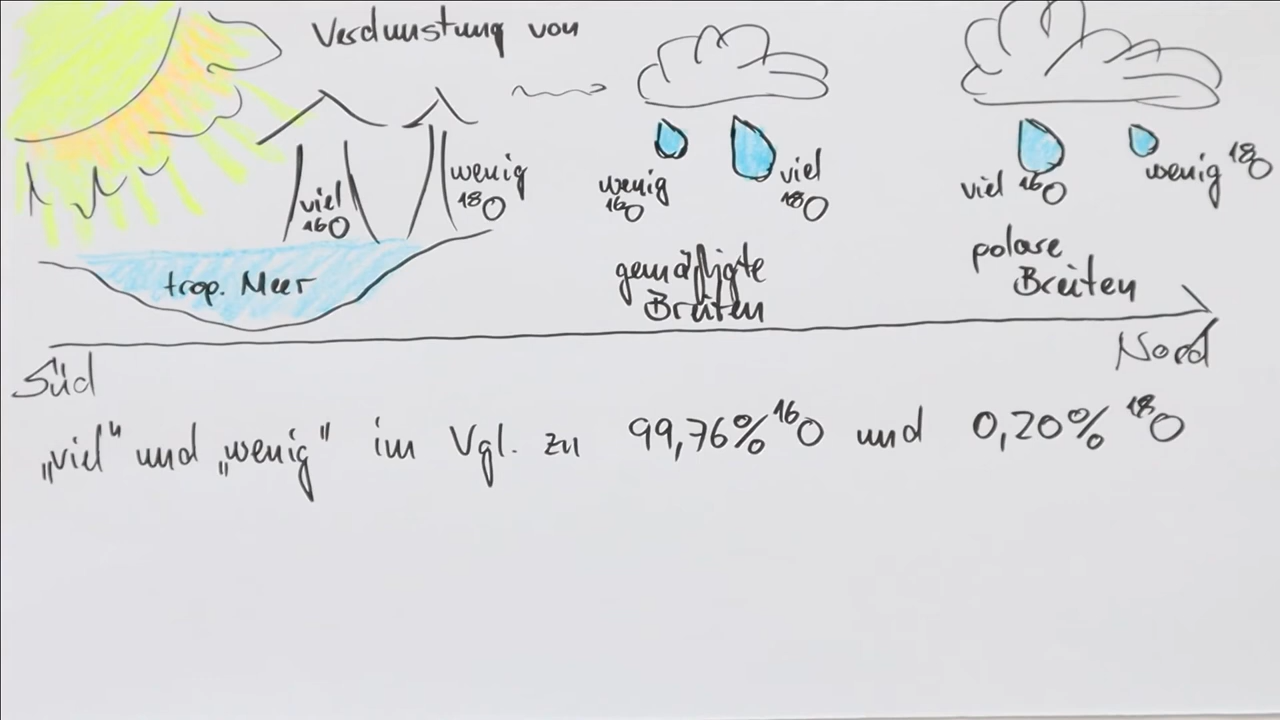 Verdunstung von
viel
¹⁶O
wenig
¹⁸O
wenig
¹⁶O
viel
¹⁸O
viel ¹⁶O
wenig ¹⁸O
trop. Meer
gemäßigte
Breiten
polare
Breiten
Süd
Nord
„viel“ und „wenig“ im Vgl. zu 99,76% ¹⁶O und 0,20% ¹⁸O